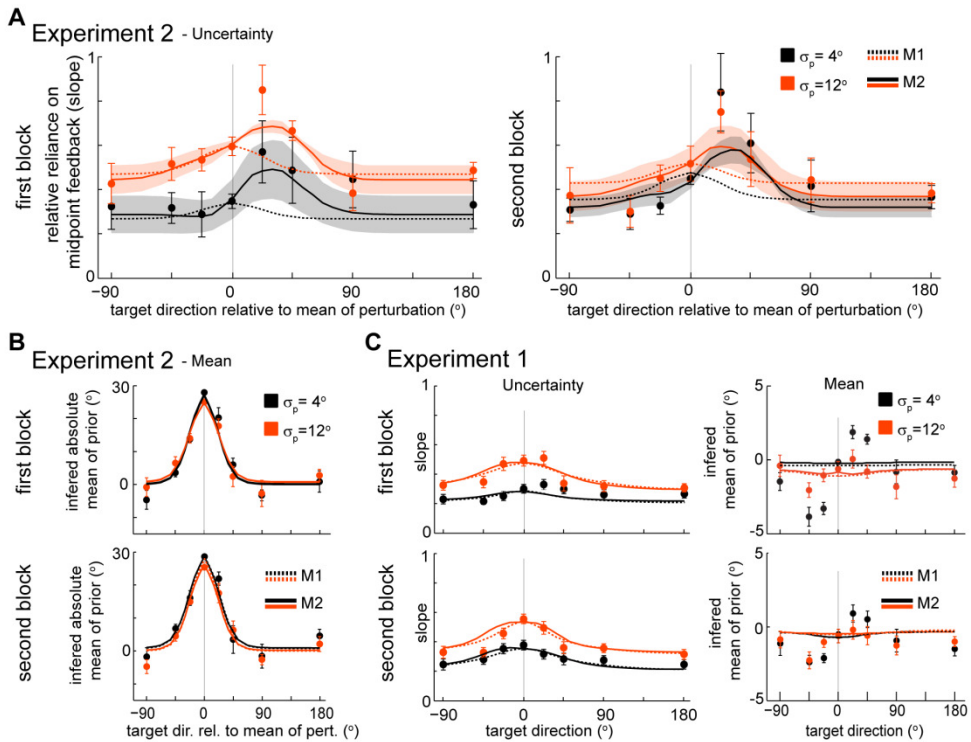 A
Experiment 2 - Uncertainty
first block
relative reliance on
midpoint feedback (slope)
1
0
−90
0
90
180
target direction relative to mean of perturbation (°)
second block
1
0
−90
0
90
180
target direction relative to mean of perturbation (°)
σp= 4°
σp=12°
M1
M2
B
Experiment 2 - Mean
first block
infered absolute
mean of prior (°)
30
0
σp= 4°
σp=12°
second block
infered absolute
mean of prior (°)
30
0
M1
M2
−90
0
90
180
target dir. rel. to mean of pert. (°)
C
Experiment 1
Uncertainty
first block
slope
1
0
−90
0
90
180
second block
slope
1
0
−90
0
90
180
target direction (°)
Mean
infered
mean of prior (°)
5
0
−5
σp= 4°
σp=12°
infered
mean of prior (°)
5
0
−5
M1
M2
−90
0
90
180
target direction (°)